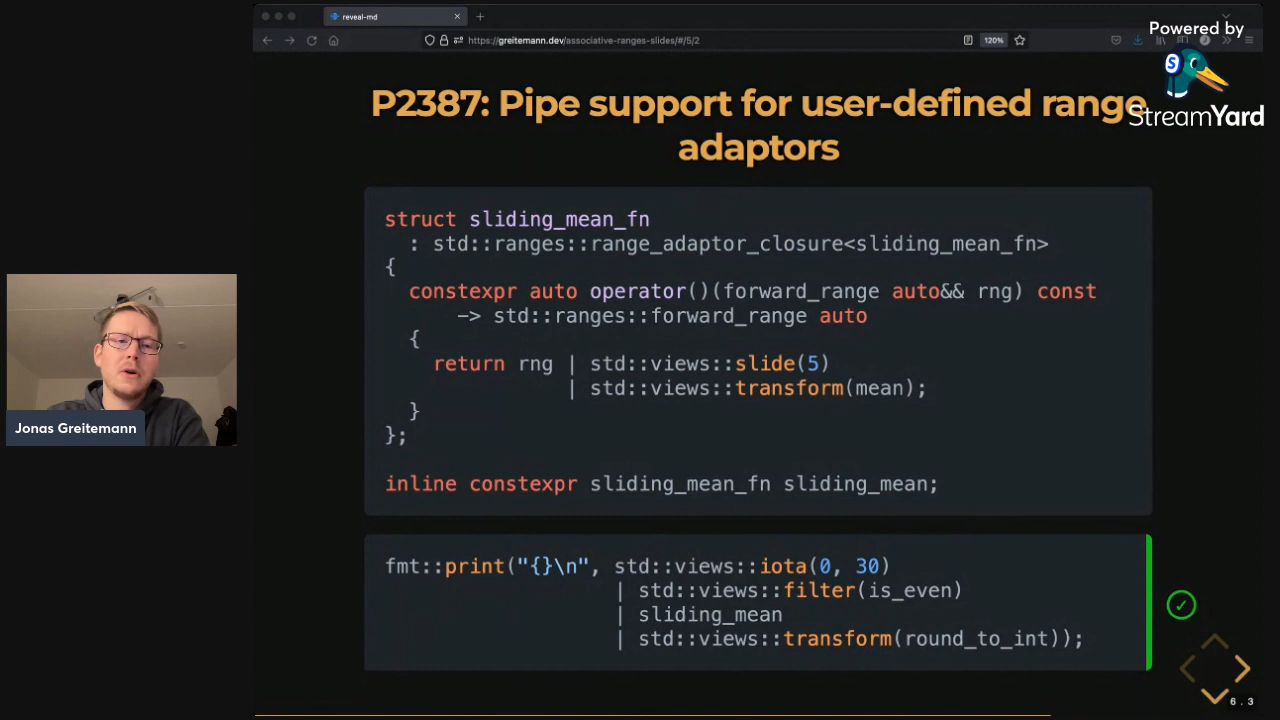 reveal-md
https://greitemann.dev/associative-ranges-slides/#/5/2
120%
Powered by
StreamYard
P2387: Pipe support for user-defined range
adaptors
struct sliding_mean_fn
: std::ranges::range_adaptor_closure<sliding_mean_fn>
{
constexpr auto operator()(forward_range auto&& rng) const
-> std::ranges::forward_range auto
{
return rng | std::views::slide(5)
| std::views::transform(mean);
}
};
inline constexpr sliding_mean_fn sliding_mean;
fmt::print("{}\n", std::views::iota(0, 30)
| std::views::filter(is_even)
| sliding_mean
| std::views::transform(round_to_int));
Jonas Greitemann
6.3